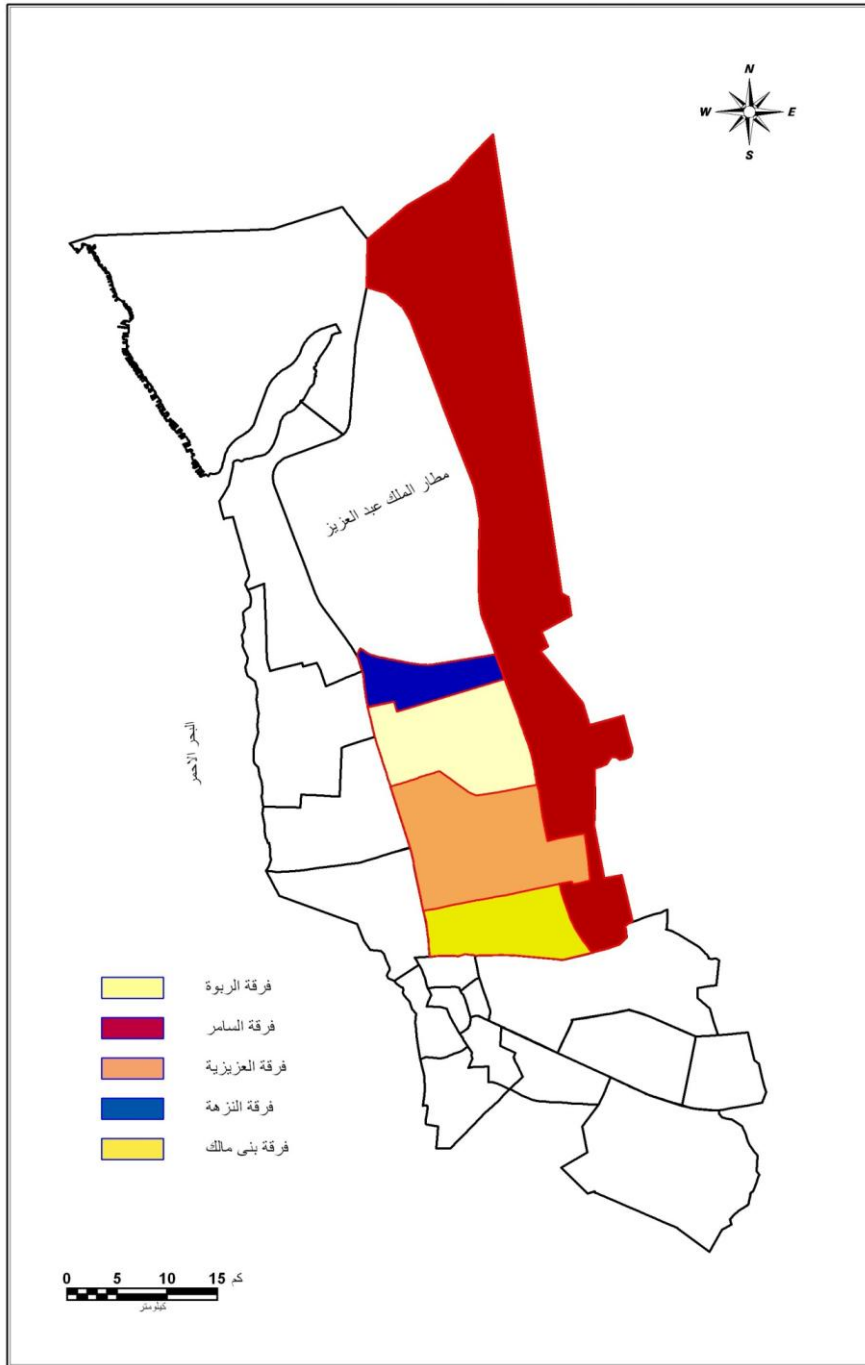 N
W E
S
مطار الملك عبد العزيز
البحر الاحمر
فرقة الربوة
فرقة السامر
فرقة العزيزية
فرقة النزهة
فرقة بنى مالك
0 5 10 15 كم
كيلومتر